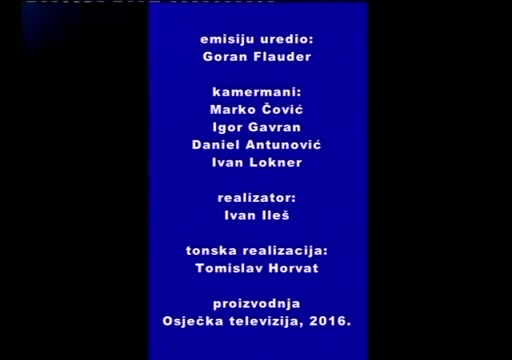 emisiju uredio:
Goran Flauder
kamermani:
Marko Čović
Igor Gavran
Daniel Antunović
Ivan Lokner
realizator:
Ivan Ileš
tonska realizacija:
Tomislav Horvat
proizvodnja
Osječka televizija, 2016.